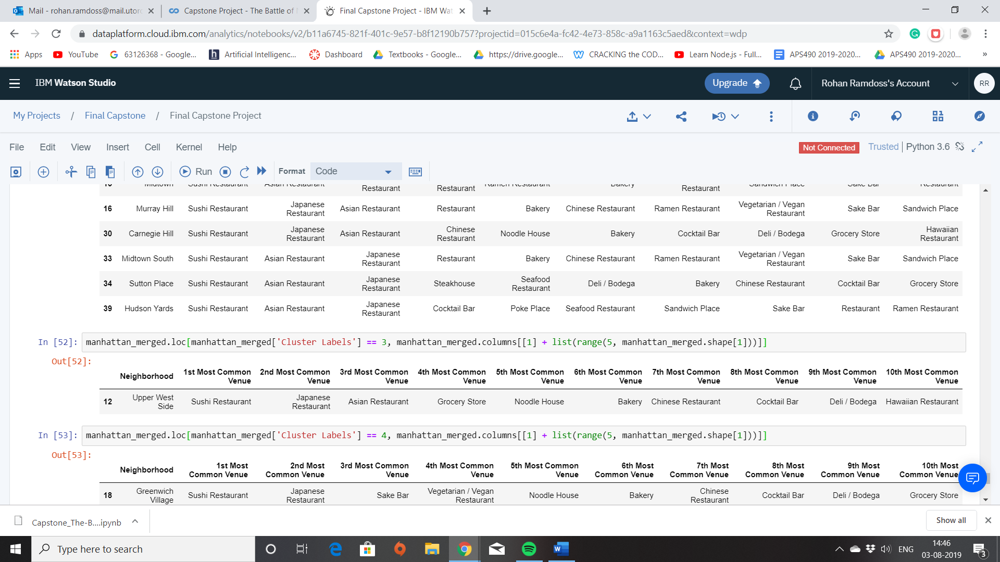 Mail - rohan.ramdoss@mail.utoro
Capstone Project - The Battle of
Final Capstone Project - IBM Wat
dataplatform.cloud.ibm.com/analytics/notebooks/v2/b11a6745-821f-401c-9e57-b8f12190b757?projectid=015c6e4a-fc42-4e73-858c-a9a1163c5aed&context=wdp
Apps YouTube 63126368 - Google... Artificial Intelligenc... Dashboard Textbooks - Google... https://drive.google... CRACKING the COD... Learn Node.js - Full... APS490 2019-2020... APS490 2019-2020... »
IBM Watson Studio Upgrade Rohan Ramdoss's Account RR
My Projects / Final Capstone / Final Capstone Project
File Edit View Insert Cell Kernel Help Not Connected Trusted Python 3.6
Run Format Code
Midtown Sushi Restaurant Asian Restaurant Restaurant Restaurant Ramen Restaurant Bakery Restaurant Sandwich Place Sake Bar Restaurant
16 Murray Hill Sushi Restaurant Japanese Restaurant Asian Restaurant Restaurant Bakery Chinese Restaurant Ramen Restaurant Vegetarian / Vegan Restaurant Sake Bar Sandwich Place
30 Carnegie Hill Sushi Restaurant Japanese Restaurant Asian Restaurant Chinese Restaurant Noodle House Bakery Cocktail Bar Deli / Bodega Grocery Store Hawaiian Restaurant
33 Midtown South Sushi Restaurant Asian Restaurant Japanese Restaurant Restaurant Bakery Chinese Restaurant Ramen Restaurant Vegetarian / Vegan Restaurant Sake Bar Sandwich Place
34 Sutton Place Sushi Restaurant Asian Restaurant Japanese Restaurant Steakhouse Seafood Restaurant Deli / Bodega Bakery Chinese Restaurant Cocktail Bar Grocery Store
39 Hudson Yards Sushi Restaurant Asian Restaurant Japanese Restaurant Cocktail Bar Poke Place Seafood Restaurant Sandwich Place Sake Bar Restaurant Ramen Restaurant
In [52]: manhattan_merged.loc[manhattan_merged['Cluster Labels'] == 3, manhattan_merged.columns[[1] + list(range(5, manhattan_merged.shape[1]))]]
Out[52]:
Neighborhood 1st Most Common Venue 2nd Most Common Venue 3rd Most Common Venue 4th Most Common Venue 5th Most Common Venue 6th Most Common Venue 7th Most Common Venue 8th Most Common Venue 9th Most Common Venue 10th Most Common Venue
12 Upper West Side Sushi Restaurant Japanese Restaurant Asian Restaurant Grocery Store Noodle House Bakery Chinese Restaurant Cocktail Bar Deli / Bodega Hawaiian Restaurant
In [53]: manhattan_merged.loc[manhattan_merged['Cluster Labels'] == 4, manhattan_merged.columns[[1] + list(range(5, manhattan_merged.shape[1]))]]
Out[53]:
Neighborhood 1st Most Common Venue 2nd Most Common Venue 3rd Most Common Venue 4th Most Common Venue 5th Most Common Venue 6th Most Common Venue 7th Most Common Venue 8th Most Common Venue 9th Most Common Venue 10th Most Common Venue
18 Greenwich Village Sushi Restaurant Japanese Restaurant Sake Bar Vegetarian / Vegan Restaurant Noodle House Bakery Chinese Restaurant Cocktail Bar Deli / Bodega Grocery Store
Capstone_The-B....ipynb Show all
Type here to search ENG 14:46
03-08-2019 3